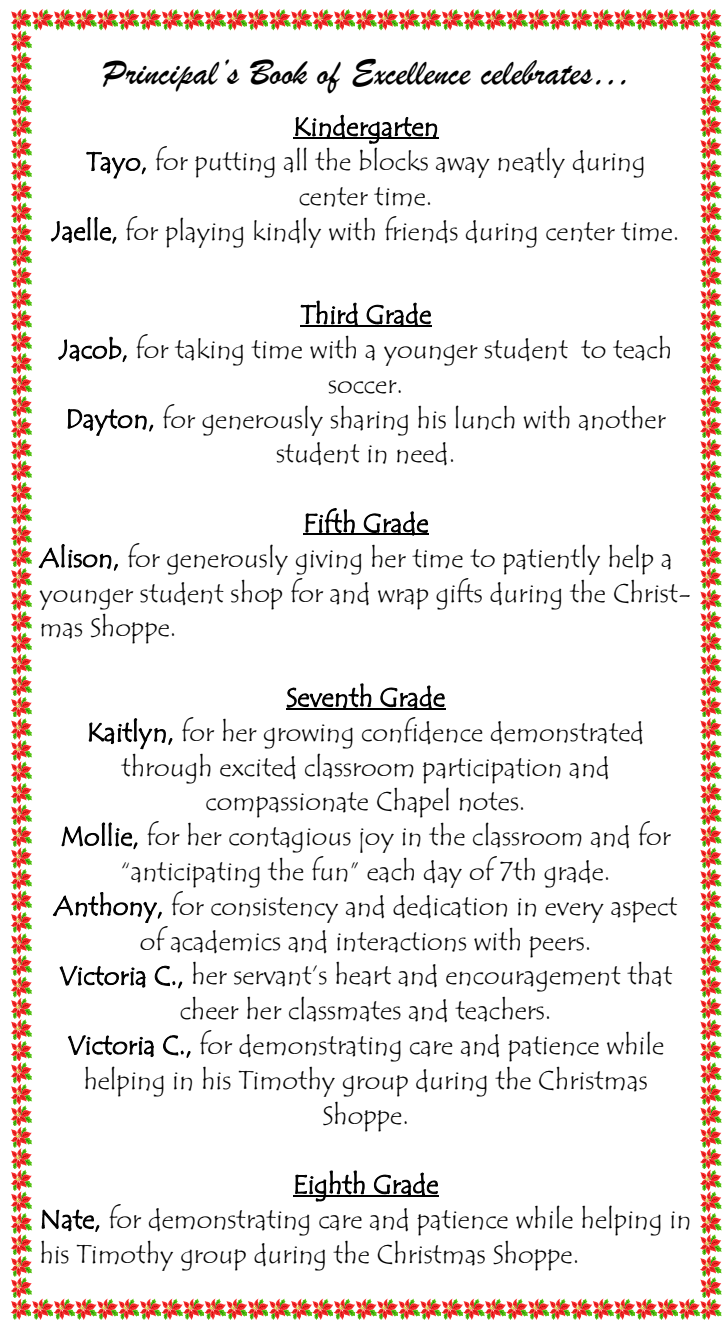 Principal's Book of Excellence celebrates...
Kindergarten
Tayo, for putting all the blocks away neatly during
center time.
Jaelle, for playing kindly with friends during center time.
Third Grade
Jacob, for taking time with a younger student  to teach
soccer.
Dayton, for generously sharing his lunch with another
student in need.
Fifth Grade
Alison, for generously giving her time to patiently help a
younger student shop for and wrap gifts during the Christ-
mas Shoppe.
Seventh Grade
Kaitlyn, for her growing confidence demonstrated
through excited classroom participation and
compassionate Chapel notes.
Mollie, for her contagious joy in the classroom and for
"anticipating the fun" each day of 7th grade.
Anthony, for consistency and dedication in every aspect
of academics and interactions with peers.
Victoria C., her servant's heart and encouragement that
cheer her classmates and teachers.
Victoria C., for demonstrating care and patience while
helping in his Timothy group during the Christmas
Shoppe.
Eighth Grade
Nate, for demonstrating care and patience while helping in
his Timothy group during the Christmas Shoppe.